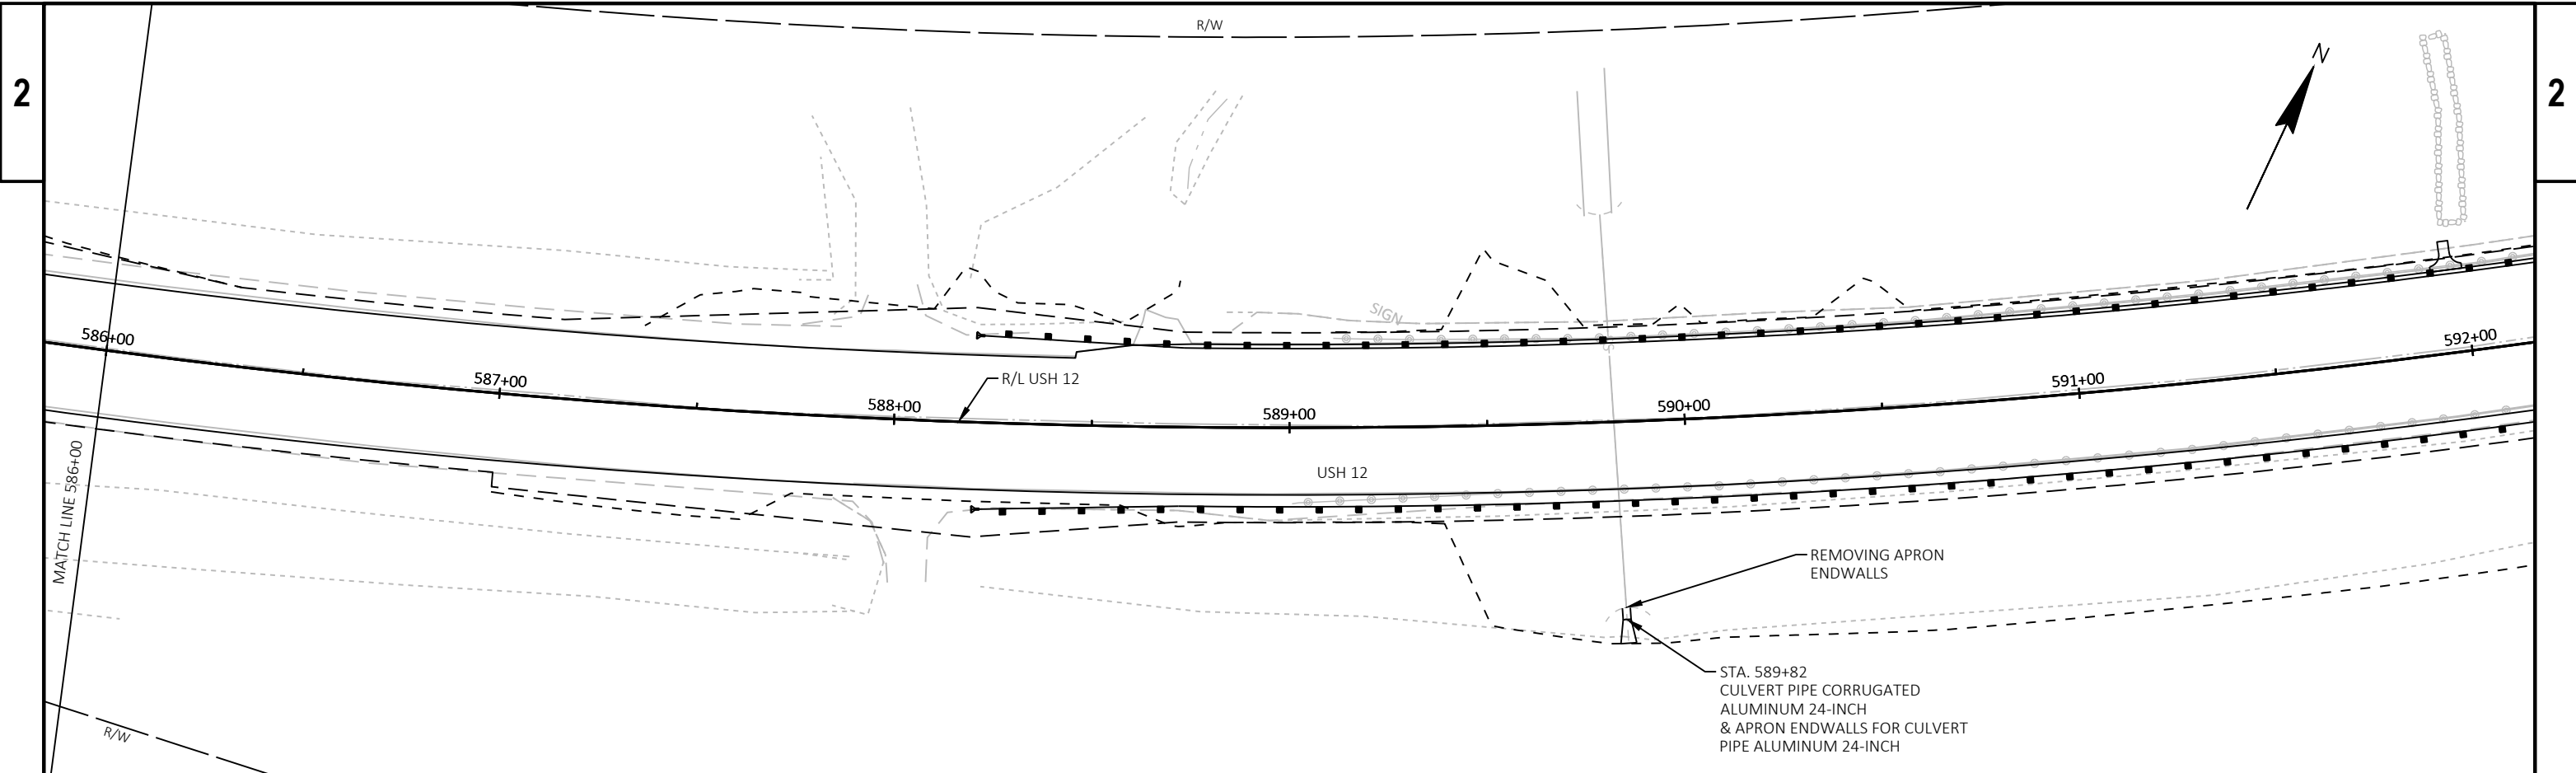 R/W
N
2
2
SIGN
586+00
587+00
588+00
589+00
590+00
591+00
592+00
R/L USH 12
USH 12
MATCH LINE 586+00
REMOVING APRON
ENDWALLS
STA. 589+82
CULVERT PIPE CORRUGATED
ALUMINUM 24-INCH
& APRON ENDWALLS FOR CULVERT
PIPE ALUMINUM 24-INCH
R/W